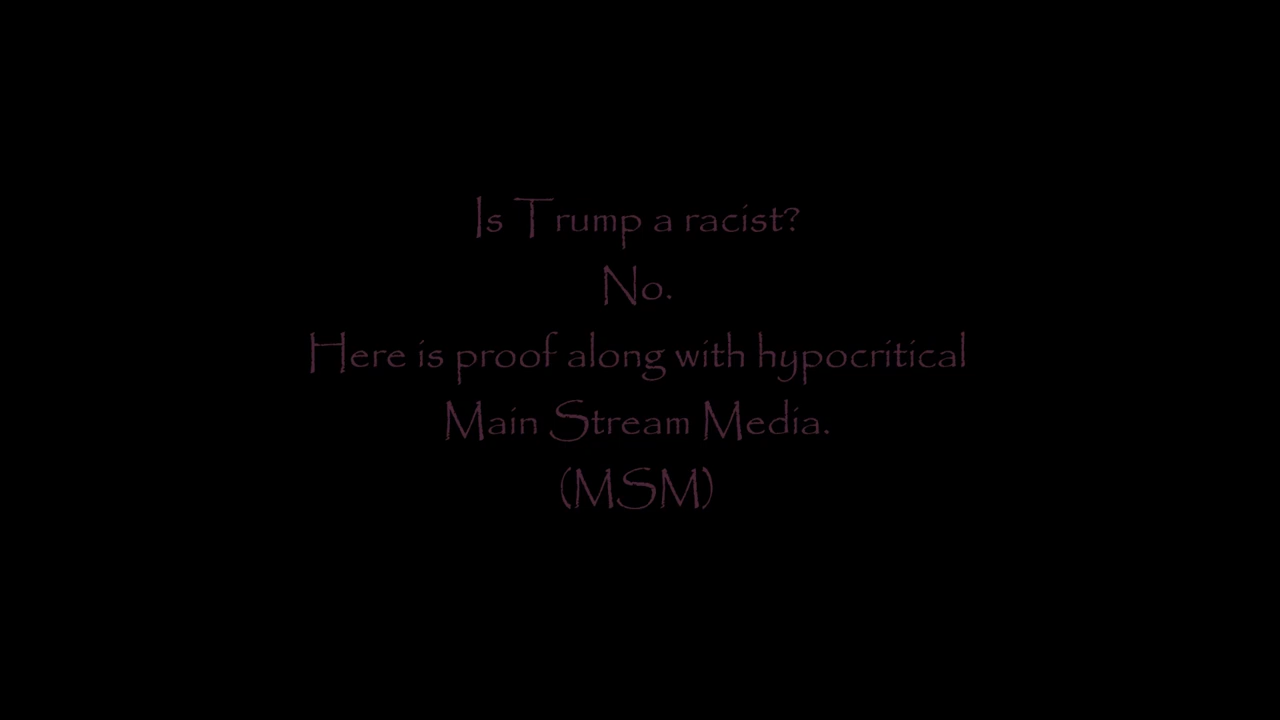 Is Trump a racist?
No.
Here is proof along with hypocritical
Main Stream Media.
(MSM)